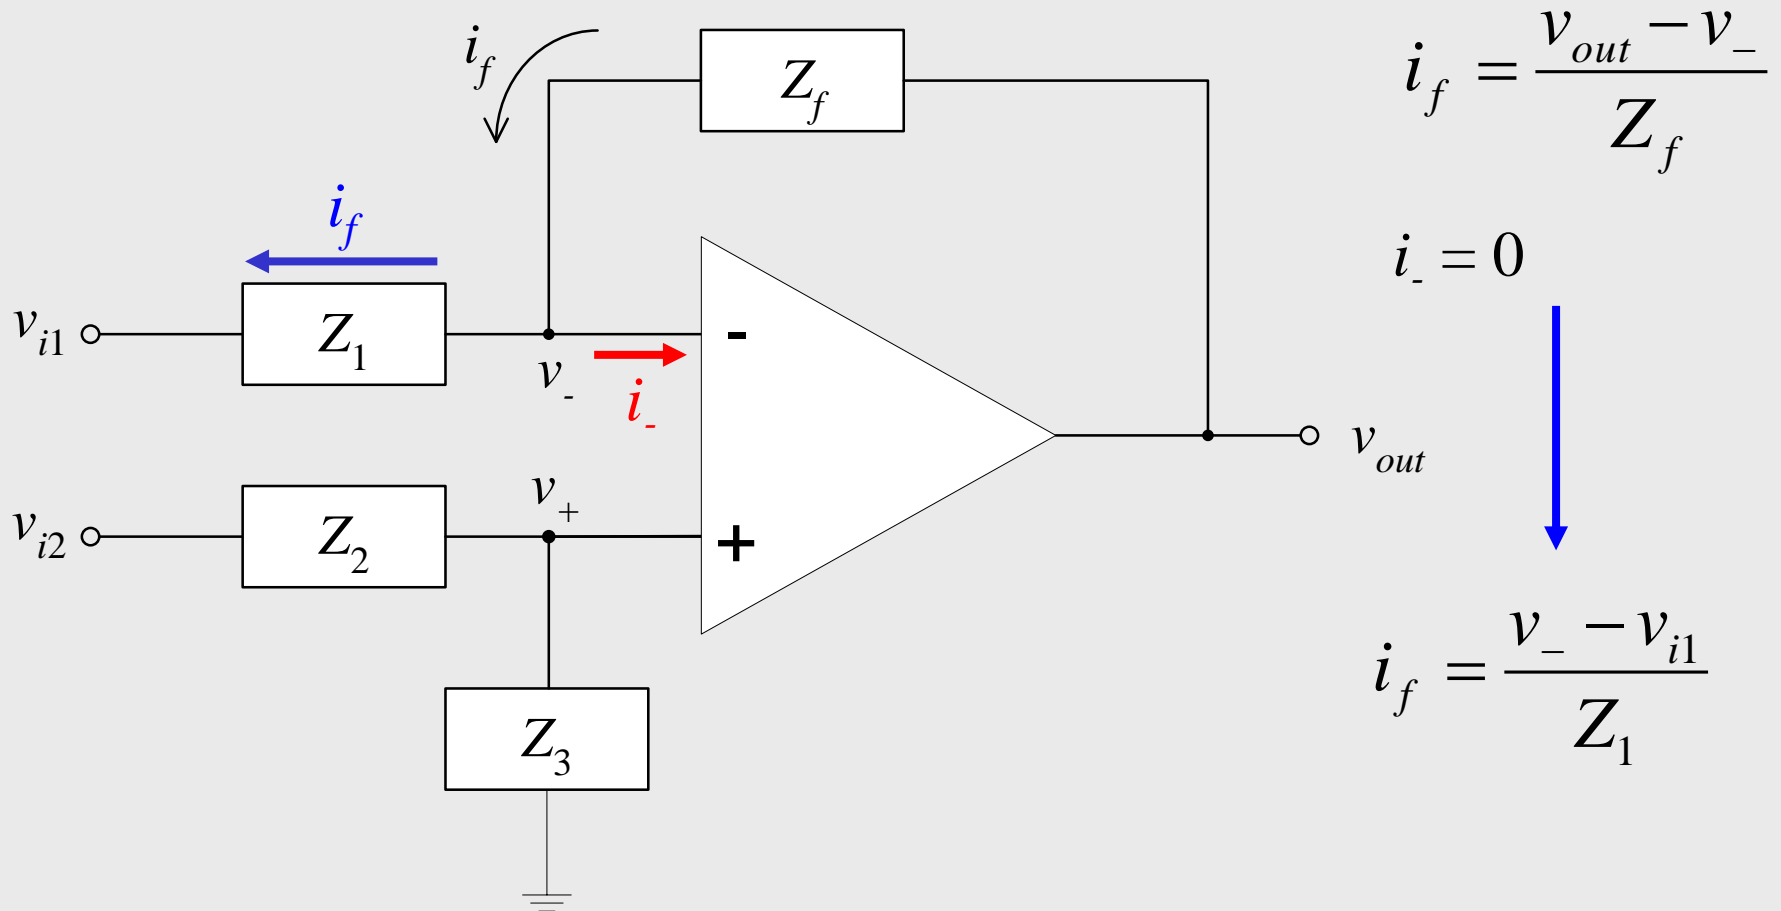 i_f
Z_f
i_f = (v_out − v_−) / Z_f
i_f
i_- = 0
v_i1
Z_1
v_-
-
i_-
v_out
v_i2
Z_2
v_+
+
i_f = (v_− − v_i1) / Z_1
Z_3